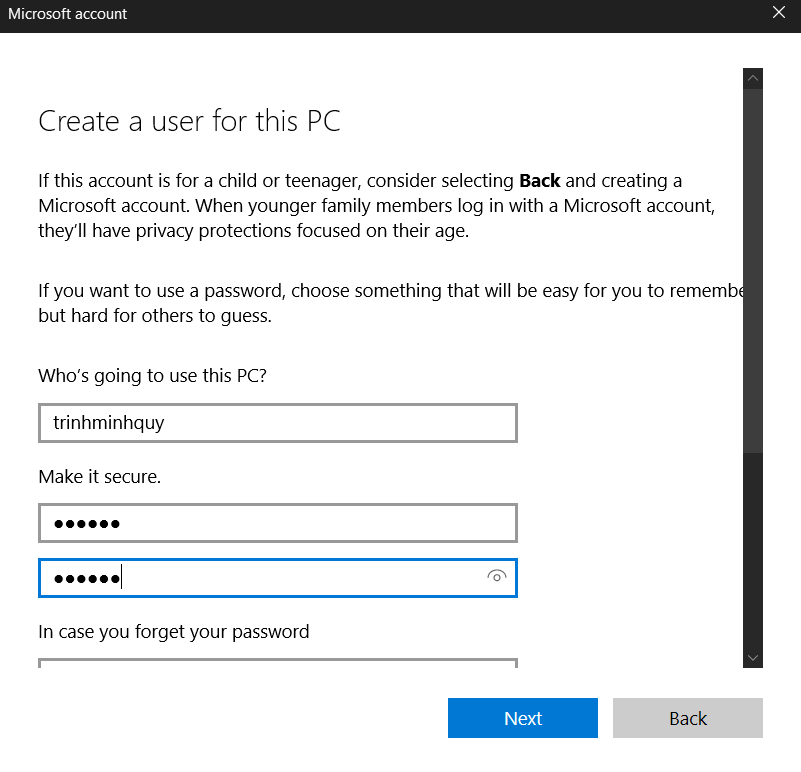 Microsoft account
Create a user for this PC
If this account is for a child or teenager, consider selecting Back and creating a
Microsoft account. When younger family members log in with a Microsoft account,
they'll have privacy protections focused on their age.
If you want to use a password, choose something that will be easy for you to remembe
but hard for others to guess.
Who's going to use this PC?
trinhminhquy
Make it secure.
●●●●●●
●●●●●●
In case you forget your password
Next Back